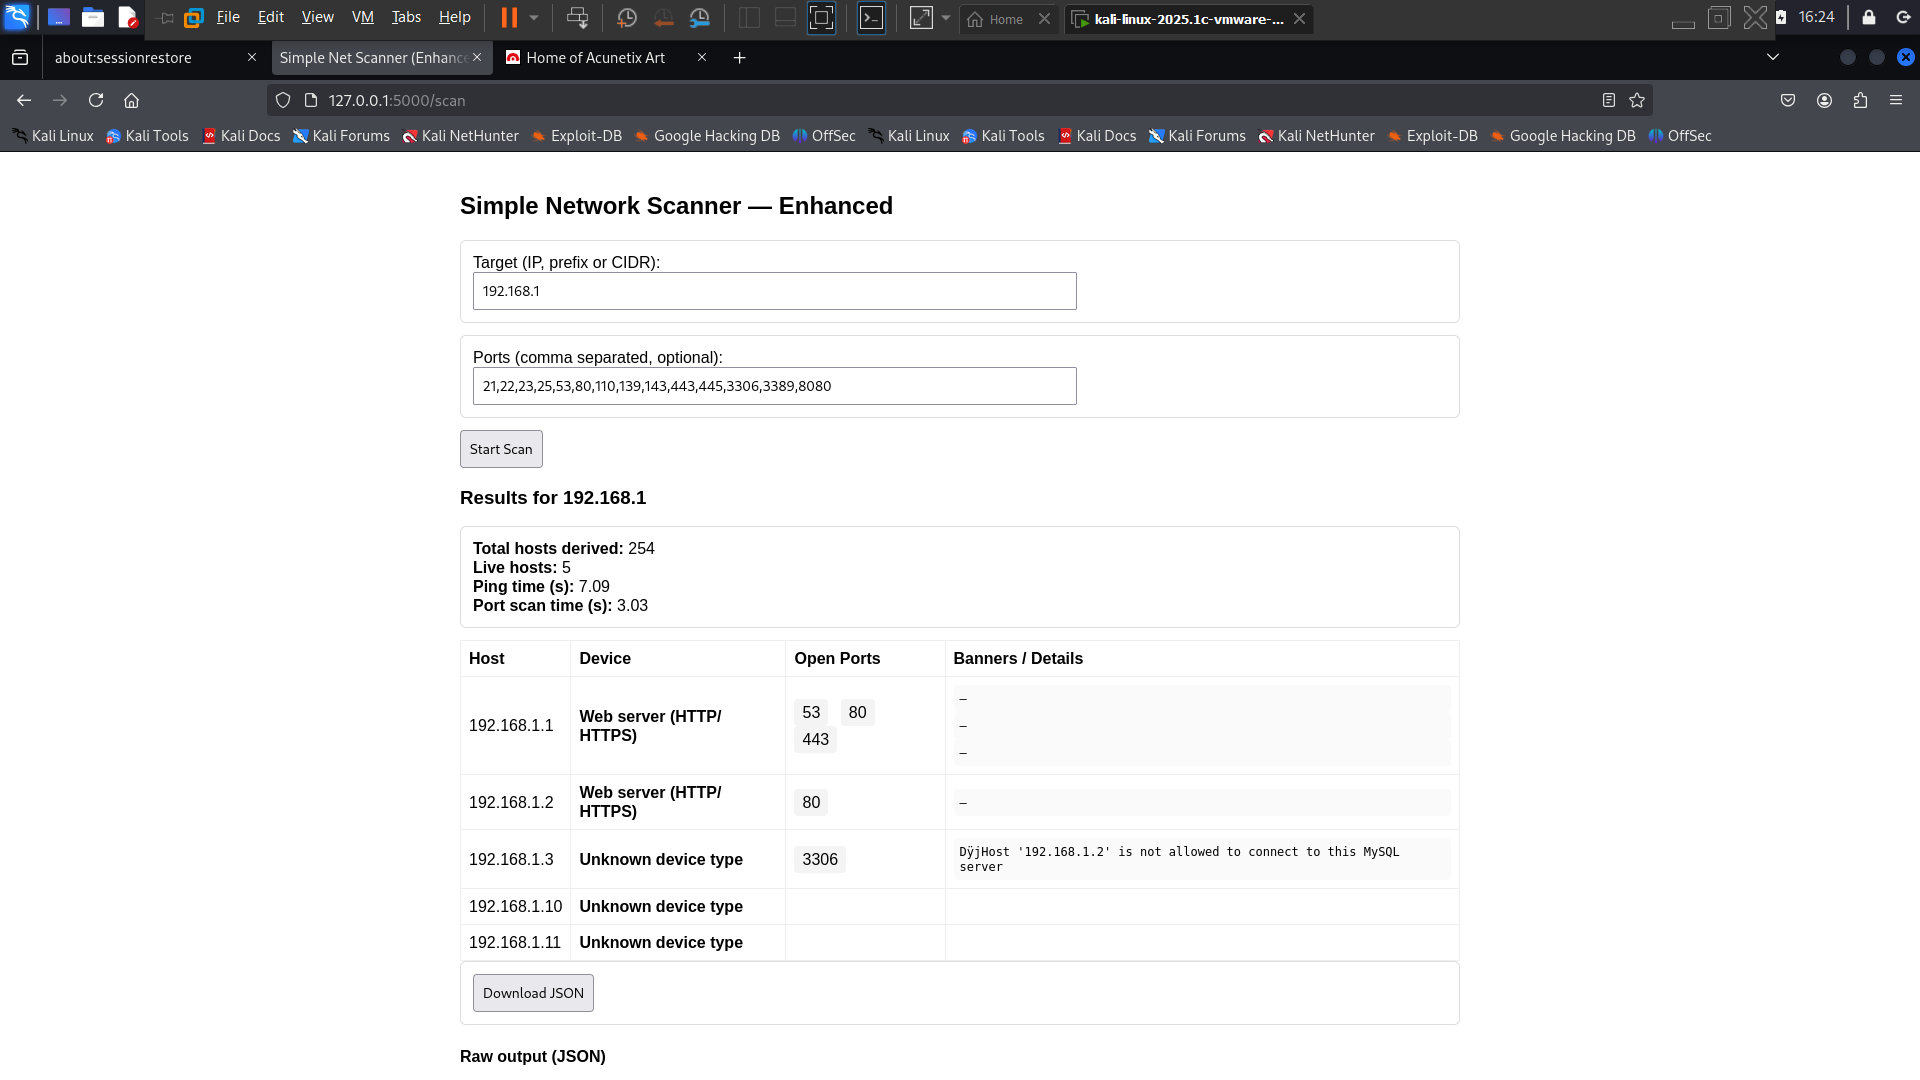 File Edit View VM Tabs Help Home kali-linux-2025.1c-vmware-... 16:24
about:sessionrestore Simple Net Scanner (Enhance Home of Acunetix Art
127.0.0.1:5000/scan
Kali Linux Kali Tools Kali Docs Kali Forums Kali NetHunter Exploit-DB Google Hacking DB OffSec Kali Linux Kali Tools Kali Docs Kali Forums Kali NetHunter Exploit-DB Google Hacking DB OffSec
Simple Network Scanner — Enhanced
Target (IP, prefix or CIDR):
192.168.1
Ports (comma separated, optional):
21,22,23,25,53,80,110,139,143,443,445,3306,3389,8080
Start Scan
Results for 192.168.1
Total hosts derived: 254
Live hosts: 5
Ping time (s): 7.09
Port scan time (s): 3.03
Host Device Open Ports Banners / Details
192.168.1.1 Web server (HTTP/
HTTPS) 53 80
443 –
–
–
192.168.1.2 Web server (HTTP/
HTTPS) 80 –
192.168.1.3 Unknown device type 3306 DÿjHost '192.168.1.2' is not allowed to connect to this MySQL
server
192.168.1.10 Unknown device type
192.168.1.11 Unknown device type
Download JSON
Raw output (JSON)